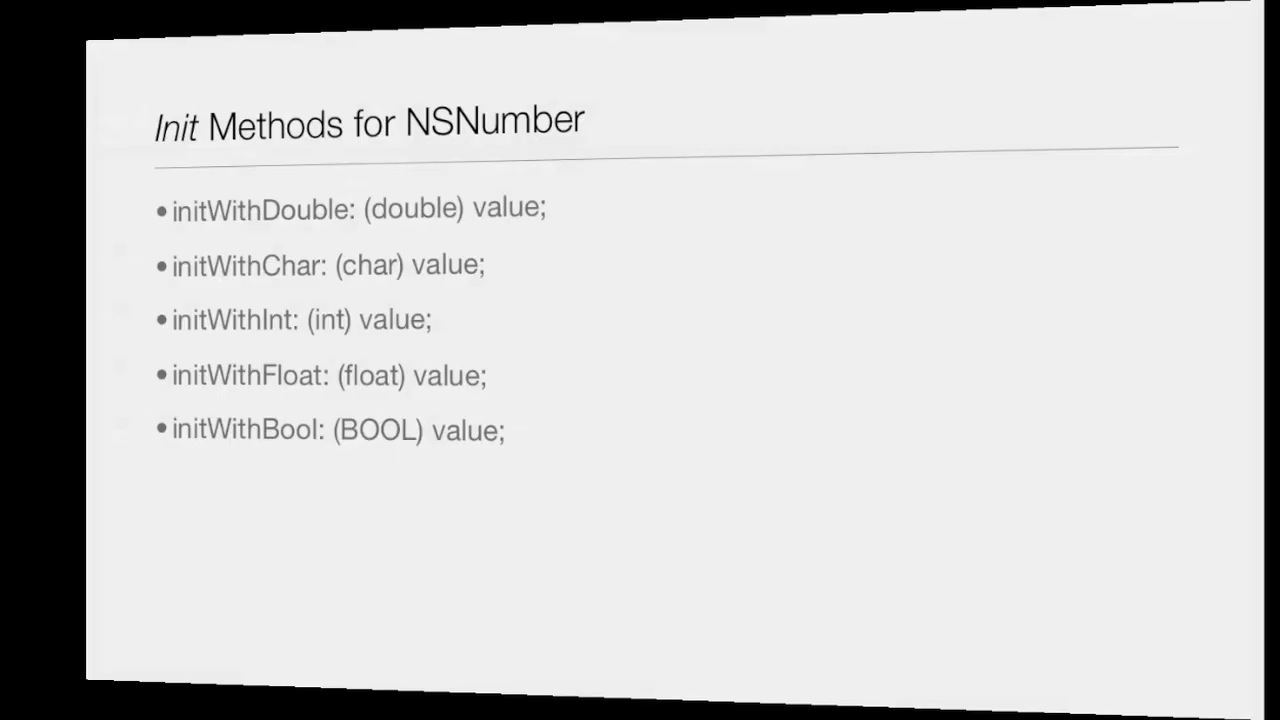 Init Methods for NSNumber
•initWithDouble: (double) value;
•initWithChar: (char) value;
•initWithInt: (int) value;
•initWithFloat: (float) value;
•initWithBool: (BOOL) value;